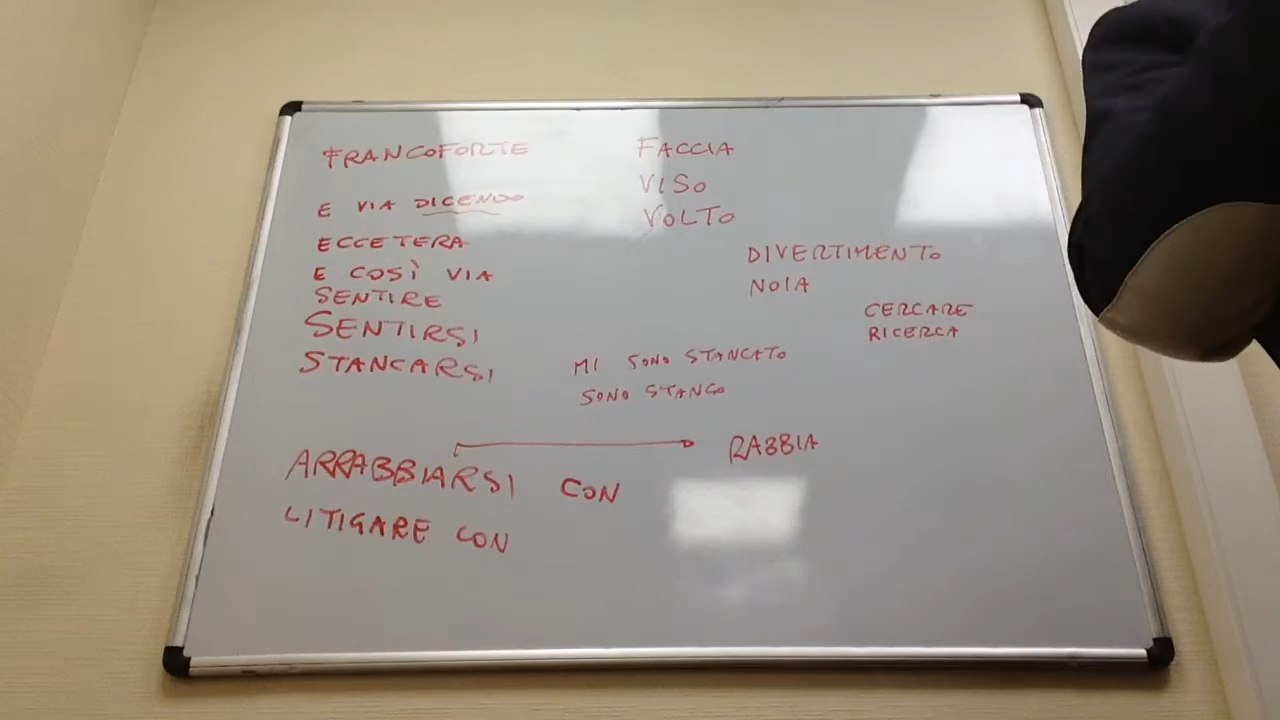 FRANCOFORTE
E VIA DICENDO
ECCETERA
E COSÌ VIA
SENTIRE
SENTIRSI
STANCARSI
FACCIA
VISO
VOLTO
DIVERTIMENTO
NOIA
CERCARE
RICERCA
MI SONO STANCATO
SONO STANCO
ARRABBIARSI CON
RABBIA
LITIGARE CON